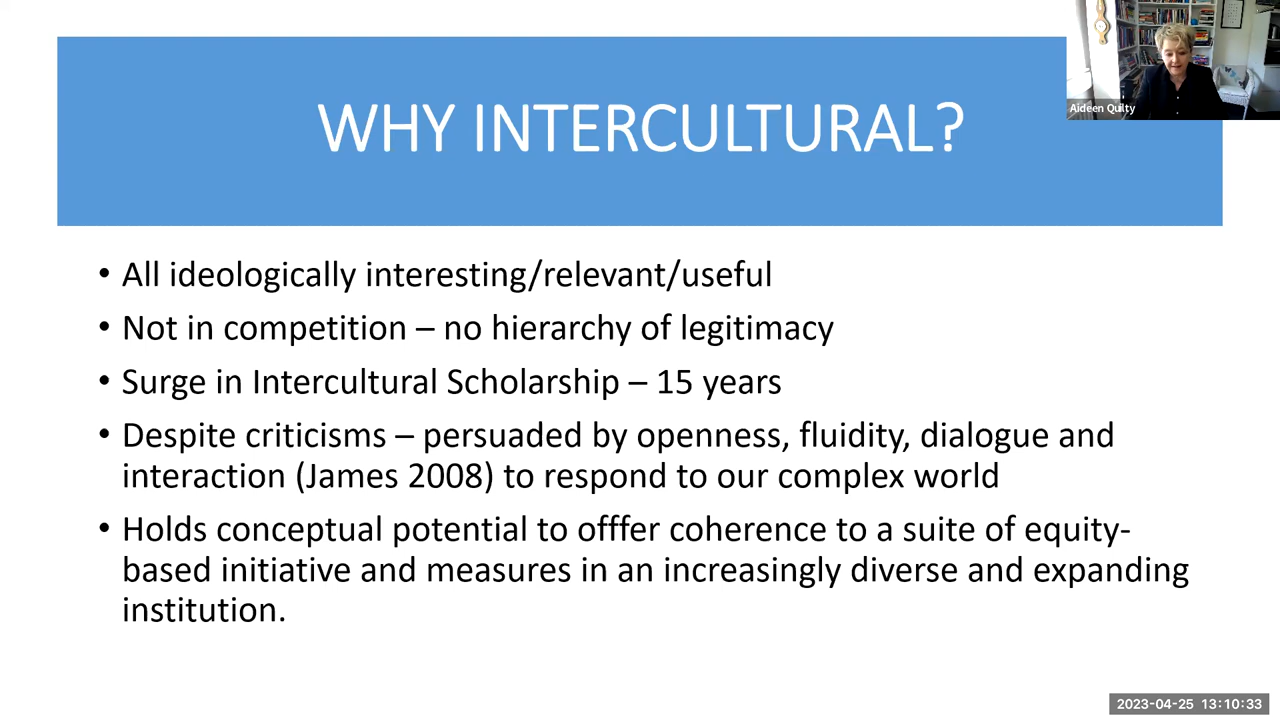 WHY INTERCULTURAL?
Aideen Quilty
• All ideologically interesting/relevant/useful
• Not in competition – no hierarchy of legitimacy
• Surge in Intercultural Scholarship – 15 years
• Despite criticisms – persuaded by openness, fluidity, dialogue and
interaction (James 2008) to respond to our complex world
• Holds conceptual potential to offfer coherence to a suite of equity-
based initiative and measures in an increasingly diverse and expanding
institution.
2023-04-25 13:10:33